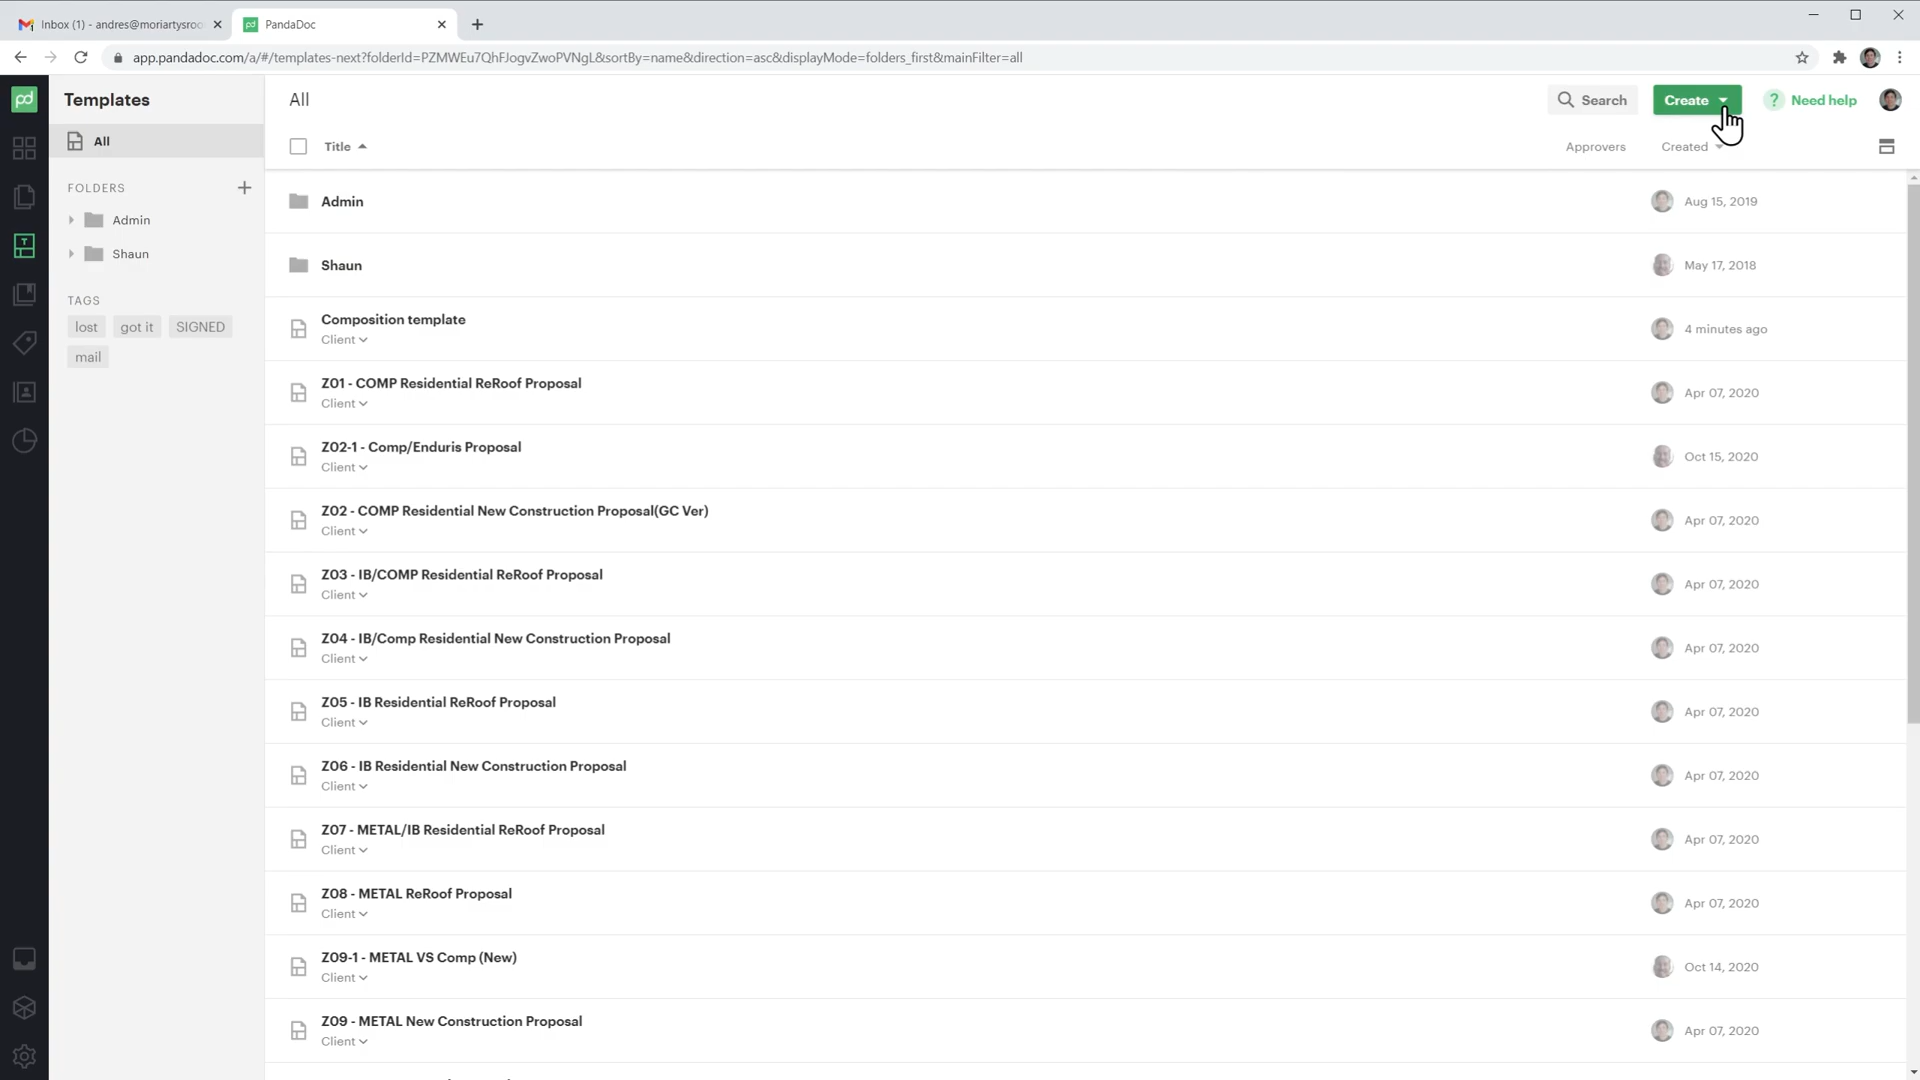 Inbox (1) - andres@moriartysroo
PandaDoc
app.pandadoc.com/a/#/templates-next?folderId=PZMWEu7QhFJogvZwoPVNgL&sortBy=name&direction=asc&displayMode=folders_first&mainFilter=all
pd
Templates
All
Search
Create
? Need help
All
Title
Approvers
Created
FOLDERS
Admin
Shaun
TAGS
lost
got it
SIGNED
mail
Admin
Aug 15, 2019
Shaun
May 17, 2018
Composition template
Client
4 minutes ago
Z01 - COMP Residential ReRoof Proposal
Client
Apr 07, 2020
Z02-1 - Comp/Enduris Proposal
Client
Oct 15, 2020
Z02 - COMP Residential New Construction Proposal(GC Ver)
Client
Apr 07, 2020
Z03 - IB/COMP Residential ReRoof Proposal
Client
Apr 07, 2020
Z04 - IB/Comp Residential New Construction Proposal
Client
Apr 07, 2020
Z05 - IB Residential ReRoof Proposal
Client
Apr 07, 2020
Z06 - IB Residential New Construction Proposal
Client
Apr 07, 2020
Z07 - METAL/IB Residential ReRoof Proposal
Client
Apr 07, 2020
Z08 - METAL ReRoof Proposal
Client
Apr 07, 2020
Z09-1 - METAL VS Comp (New)
Client
Oct 14, 2020
Z09 - METAL New Construction Proposal
Client
Apr 07, 2020